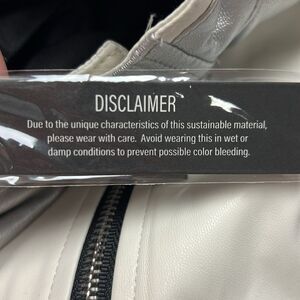 DISCLAIMER
Due to the unique characteristics of this sustainable material,
please wear with care. Avoid wearing this in wet or
damp conditions to prevent possible color bleeding.